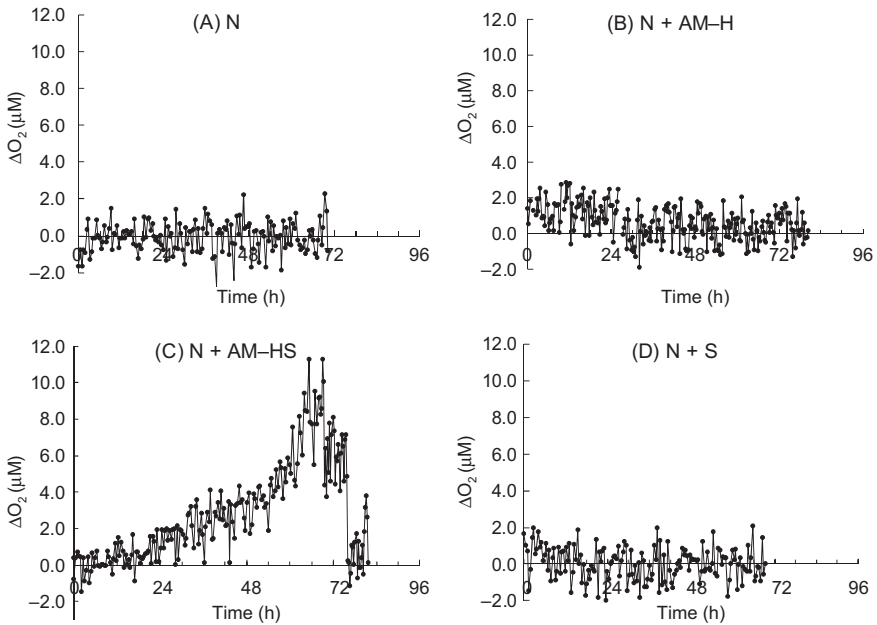 (A) N
12.0
10.0
8.0
6.0
4.0
2.0
0.0
–2.0
ΔO2 (μM)
0 24 48 72 96
Time (h)
(B) N + AM–H
12.0
10.0
8.0
6.0
4.0
2.0
0.0
–2.0
ΔO2 (μM)
0 24 48 72 96
Time (h)
(C) N + AM–HS
12.0
10.0
8.0
6.0
4.0
2.0
0.0
–2.0
ΔO2 (μM)
0 24 48 72 96
Time (h)
(D) N + S
12.0
10.0
8.0
6.0
4.0
2.0
0.0
–2.0
ΔO2 (μM)
0 24 48 72 96
Time (h)